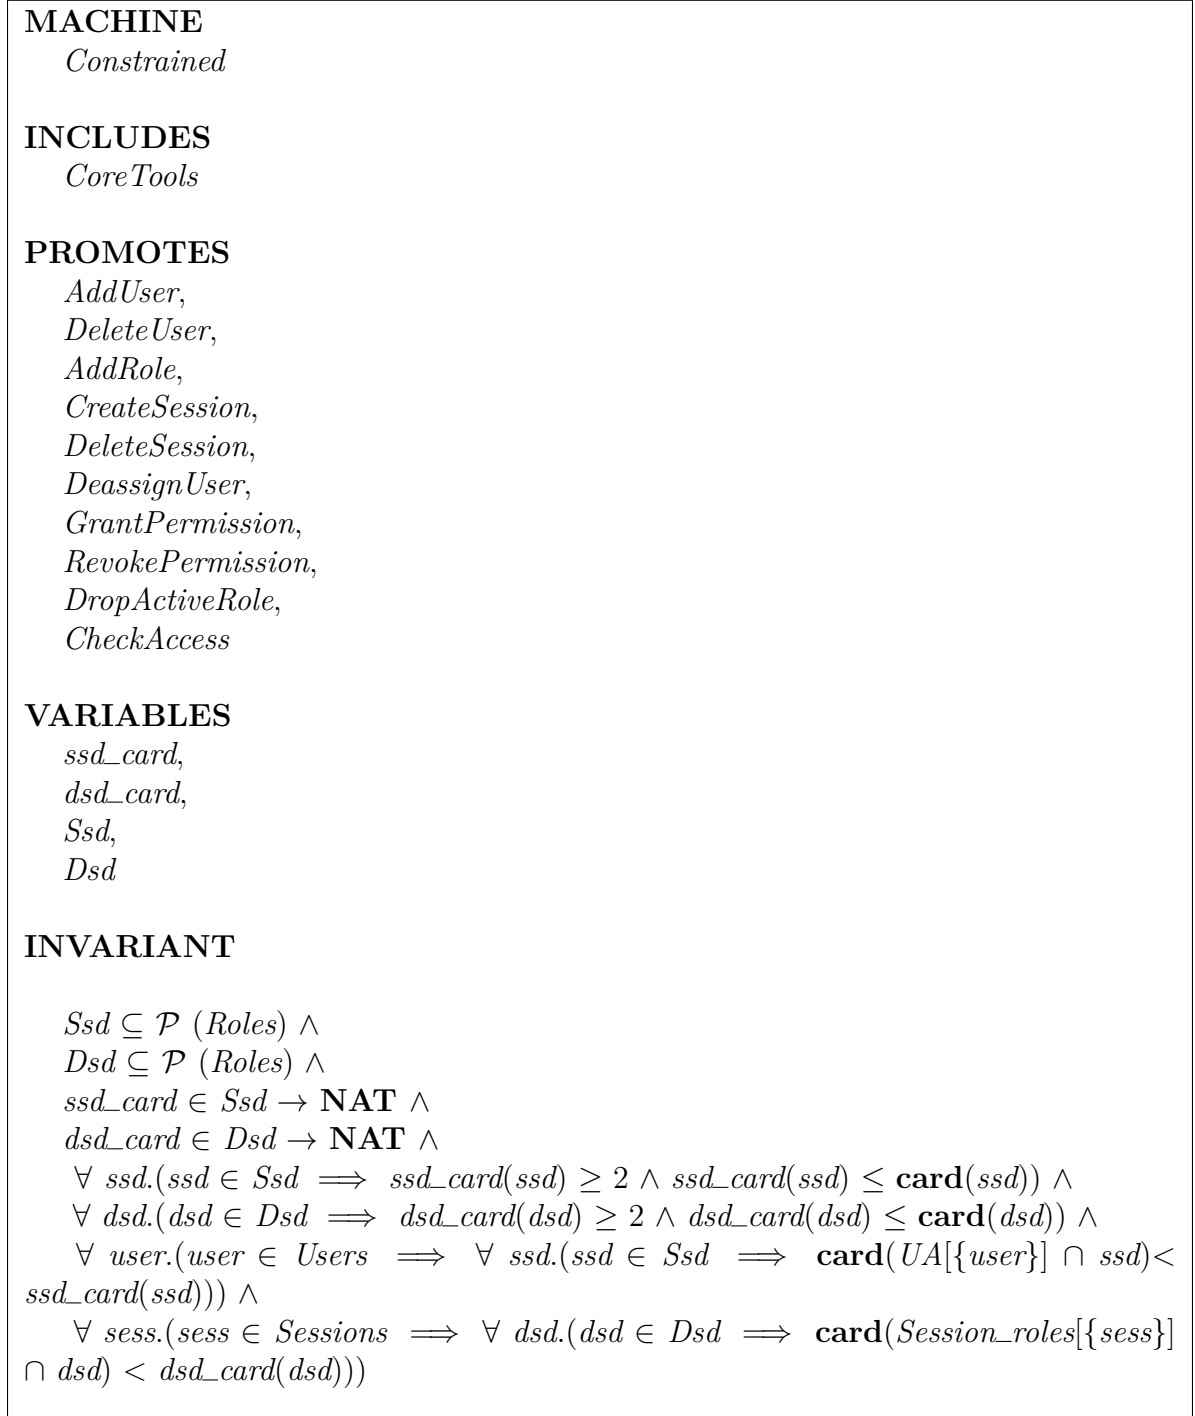 MACHINE
Constrained
INCLUDES
CoreTools
PROMOTES
AddUser,
DeleteUser,
AddRole,
CreateSession,
DeleteSession,
DeassignUser,
GrantPermission,
RevokePermission,
DropActiveRole,
CheckAccess
VARIABLES
ssd_card,
dsd_card,
Ssd,
Dsd
INVARIANT
Ssd ⊆ 𝒫 (Roles) ∧
Dsd ⊆ 𝒫 (Roles) ∧
ssd_card ∈ Ssd → NAT ∧
dsd_card ∈ Dsd → NAT ∧
∀ ssd.(ssd ∈ Ssd ⟹ ssd_card(ssd) ≥ 2 ∧ ssd_card(ssd) ≤ card(ssd)) ∧
∀ dsd.(dsd ∈ Dsd ⟹ dsd_card(dsd) ≥ 2 ∧ dsd_card(dsd) ≤ card(dsd)) ∧
∀ user.(user ∈ Users ⟹ ∀ ssd.(ssd ∈ Ssd ⟹ card(UA[{user}] ∩ ssd)<
ssd_card(ssd))) ∧
∀ sess.(sess ∈ Sessions ⟹ ∀ dsd.(dsd ∈ Dsd ⟹ card(Session_roles[{sess}]
∩ dsd) < dsd_card(dsd)))